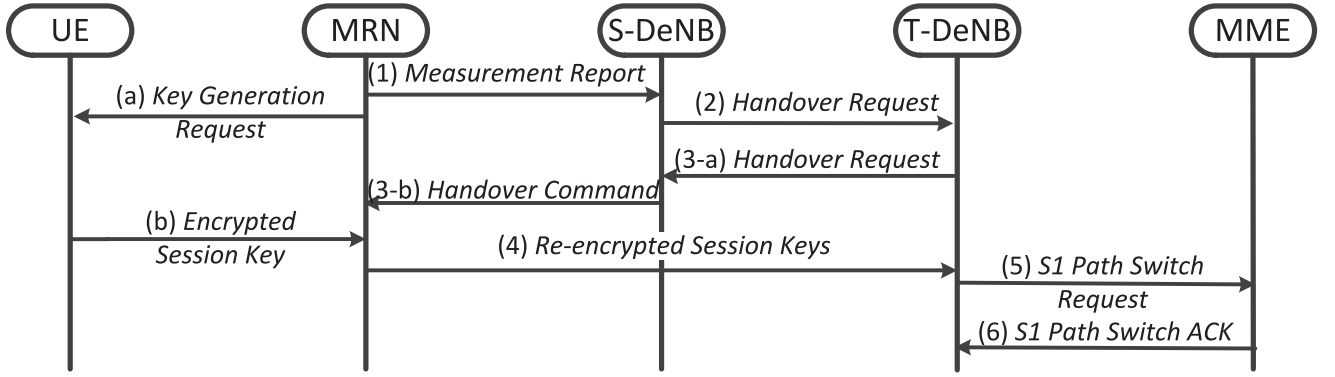 UE
MRN
S-DeNB
T-DeNB
MME
(1) Measurement Report
(a) Key Generation
Request
(2) Handover Request
(3-a) Handover Request
(3-b) Handover Command
(b) Encrypted
Session Key
(4) Re-encrypted Session Keys
(5) S1 Path Switch
Request
(6) S1 Path Switch ACK